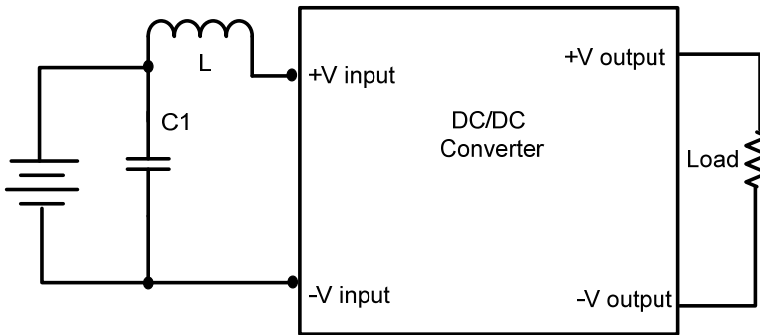 L
+V input
+V output
C1
DC/DC
Converter
Load
–V input
–V output